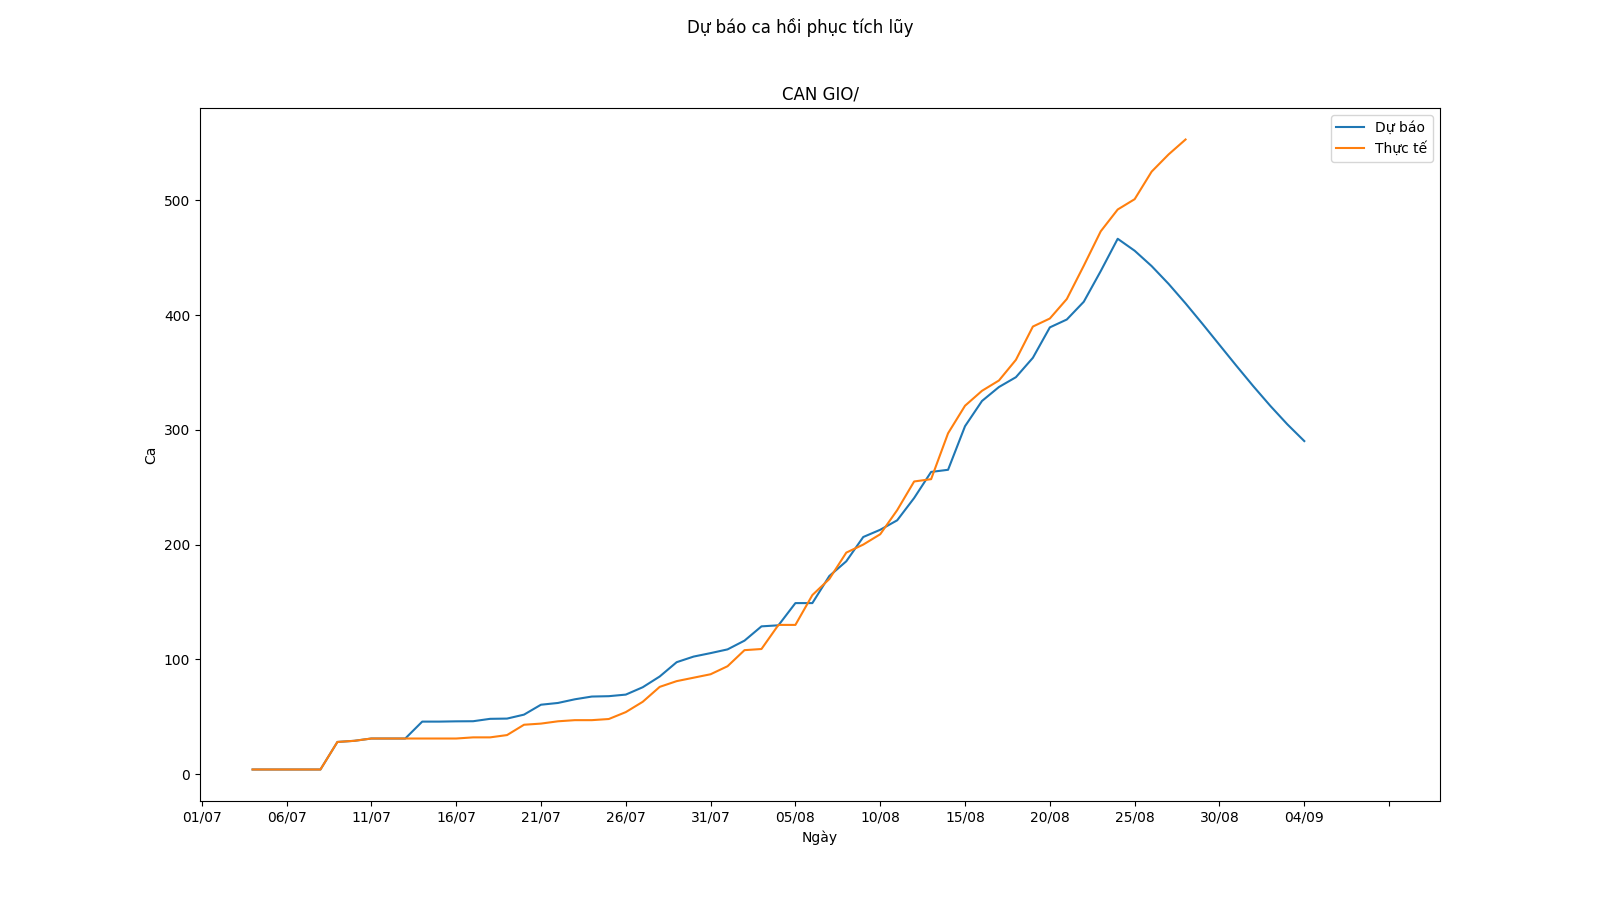 Dự báo ca hồi phục tích lũy
CAN GIO/
Dự báo
Thực tế
500
400
300
200
100
0
Ca
01/07 06/07 11/07 16/07 21/07 26/07 31/07 05/08 10/08 15/08 20/08 25/08 30/08 04/09
Ngày